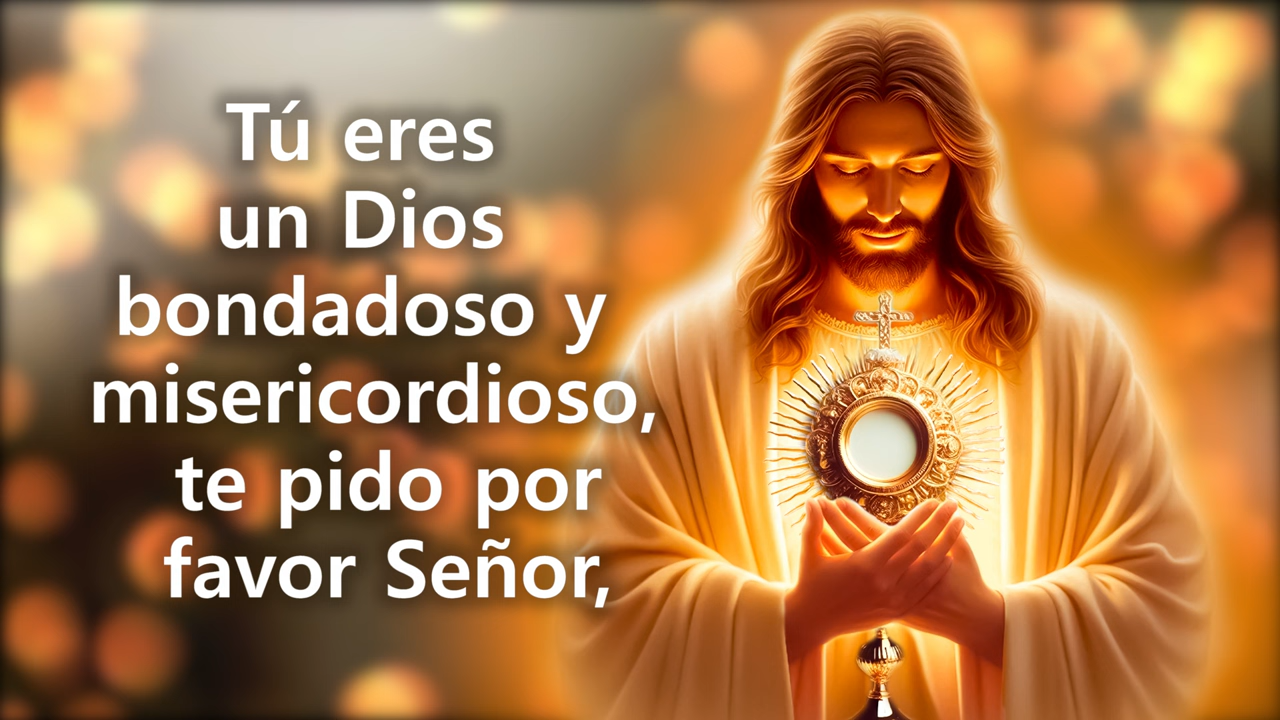 Tú eres
un Dios
bondadoso y
misericordioso,
te pido por
favor Señor,